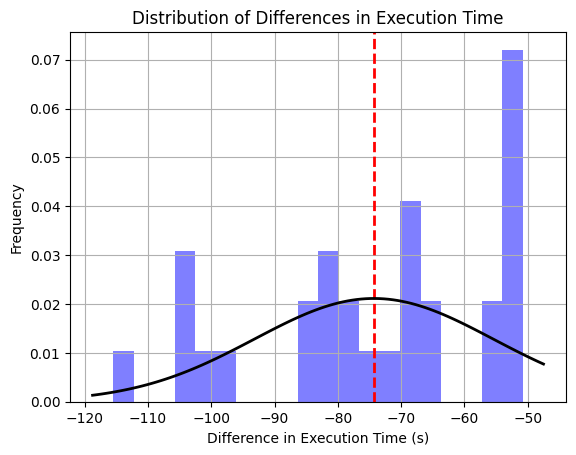 Distribution of Differences in Execution Time
0.07
0.06
0.05
0.04
0.03
0.02
0.01
0.00
Frequency
−120 −110 −100 −90 −80 −70 −60 −50
Difference in Execution Time (s)